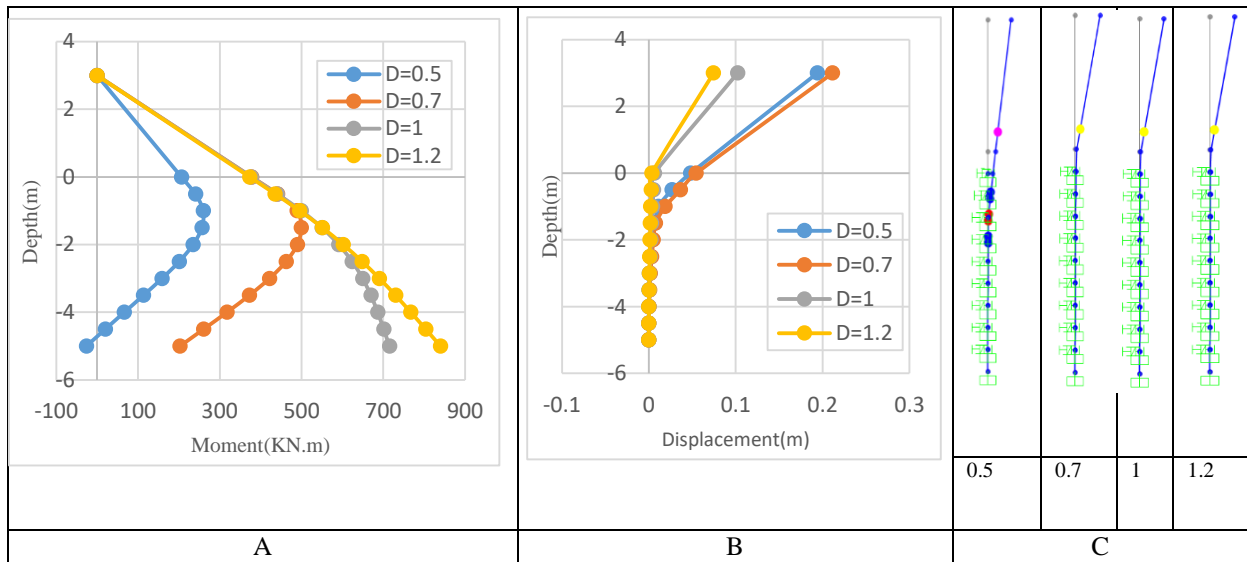 4
2
0
-2
-4
-6
-100 100 300 500 700 900
Depth(m)
Moment(KN.m)
D=0.5
D=0.7
D=1
D=1.2
4
2
0
-2
-4
-6
-0.1 0 0.1 0.2 0.3
Depth(m)
Displacement(m)
D=0.5
D=0.7
D=1
D=1.2
0.5 0.7 1 1.2
A B C